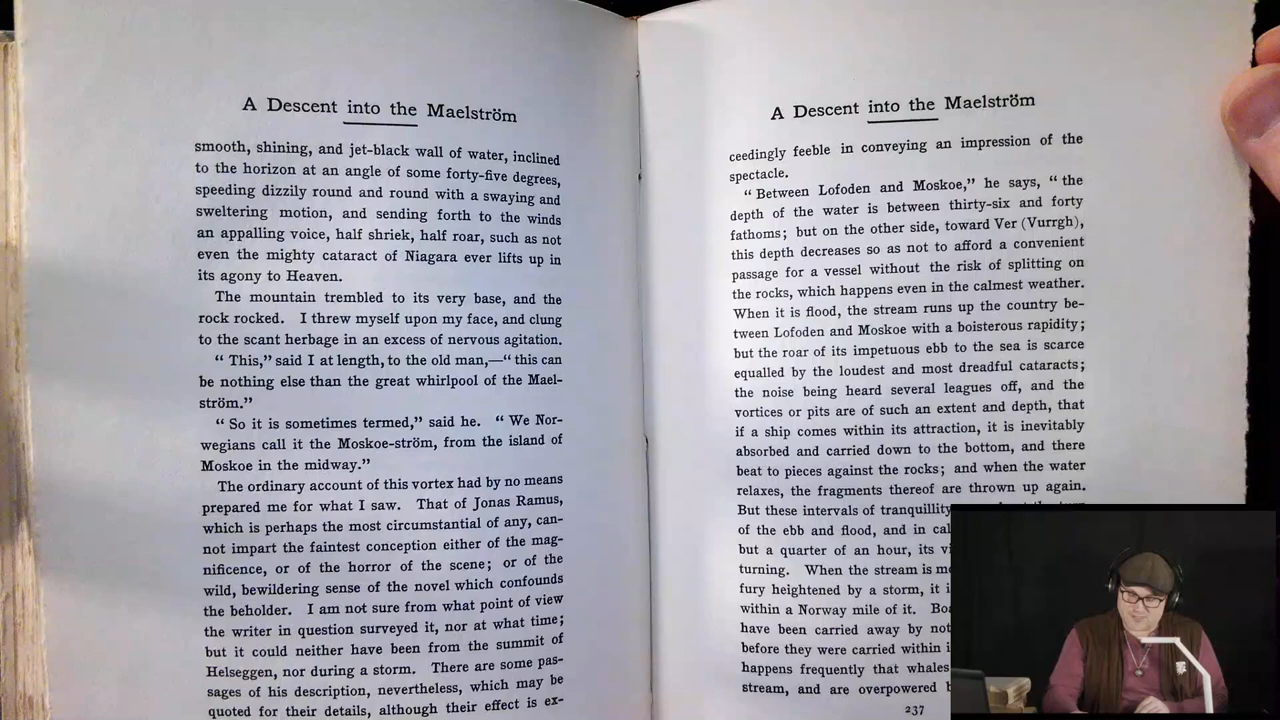 A Descent into the Maelström
smooth, shining, and jet-black wall of water, inclined
to the horizon at an angle of some forty-five degrees,
speeding dizzily round and round with a swaying and
sweltering motion, and sending forth to the winds
an appalling voice, half shriek, half roar, such as not
even the mighty cataract of Niagara ever lifts up in
its agony to Heaven.
The mountain trembled to its very base, and the
rock rocked. I threw myself upon my face, and clung
to the scant herbage in an excess of nervous agitation.
“ This,” said I at length, to the old man,—“ this can
be nothing else than the great whirlpool of the Mael-
ström.”
“ So it is sometimes termed,” said he. “ We Nor-
wegians call it the Moskoe-ström, from the island of
Moskoe in the midway.”
The ordinary account of this vortex had by no means
prepared me for what I saw. That of Jonas Ramus,
which is perhaps the most circumstantial of any, can-
not impart the faintest conception either of the mag-
nificence, or of the horror of the scene; or of the
wild, bewildering sense of the novel which confounds
the beholder. I am not sure from what point of view
the writer in question surveyed it, nor at what time;
but it could neither have been from the summit of
Helseggen, nor during a storm. There are some pas-
sages of his description, nevertheless, which may be
quoted for their details, although their effect is ex-
A Descent into the Maelström
ceedingly feeble in conveying an impression of the
spectacle.
“ Between Lofoden and Moskoe,” he says, “ the
depth of the water is between thirty-six and forty
fathoms; but on the other side, toward Ver (Vurrgh),
this depth decreases so as not to afford a convenient
passage for a vessel without the risk of splitting on
the rocks, which happens even in the calmest weather.
When it is flood, the stream runs up the country be-
tween Lofoden and Moskoe with a boisterous rapidity;
but the roar of its impetuous ebb to the sea is scarce
equalled by the loudest and most dreadful cataracts;
the noise being heard several leagues off, and the
vortices or pits are of such an extent and depth, that
if a ship comes within its attraction, it is inevitably
absorbed and carried down to the bottom, and there
beat to pieces against the rocks; and when the water
relaxes, the fragments thereof are thrown up again.
But these intervals of tranquillity
of the ebb and flood, and in
but a quarter of an hour, its
turning. When the stream is
fury heightened by a storm, it
within a Norway mile of it.
have been carried away by
before they were carried within
happens frequently that whales
stream, and are overpowered
237